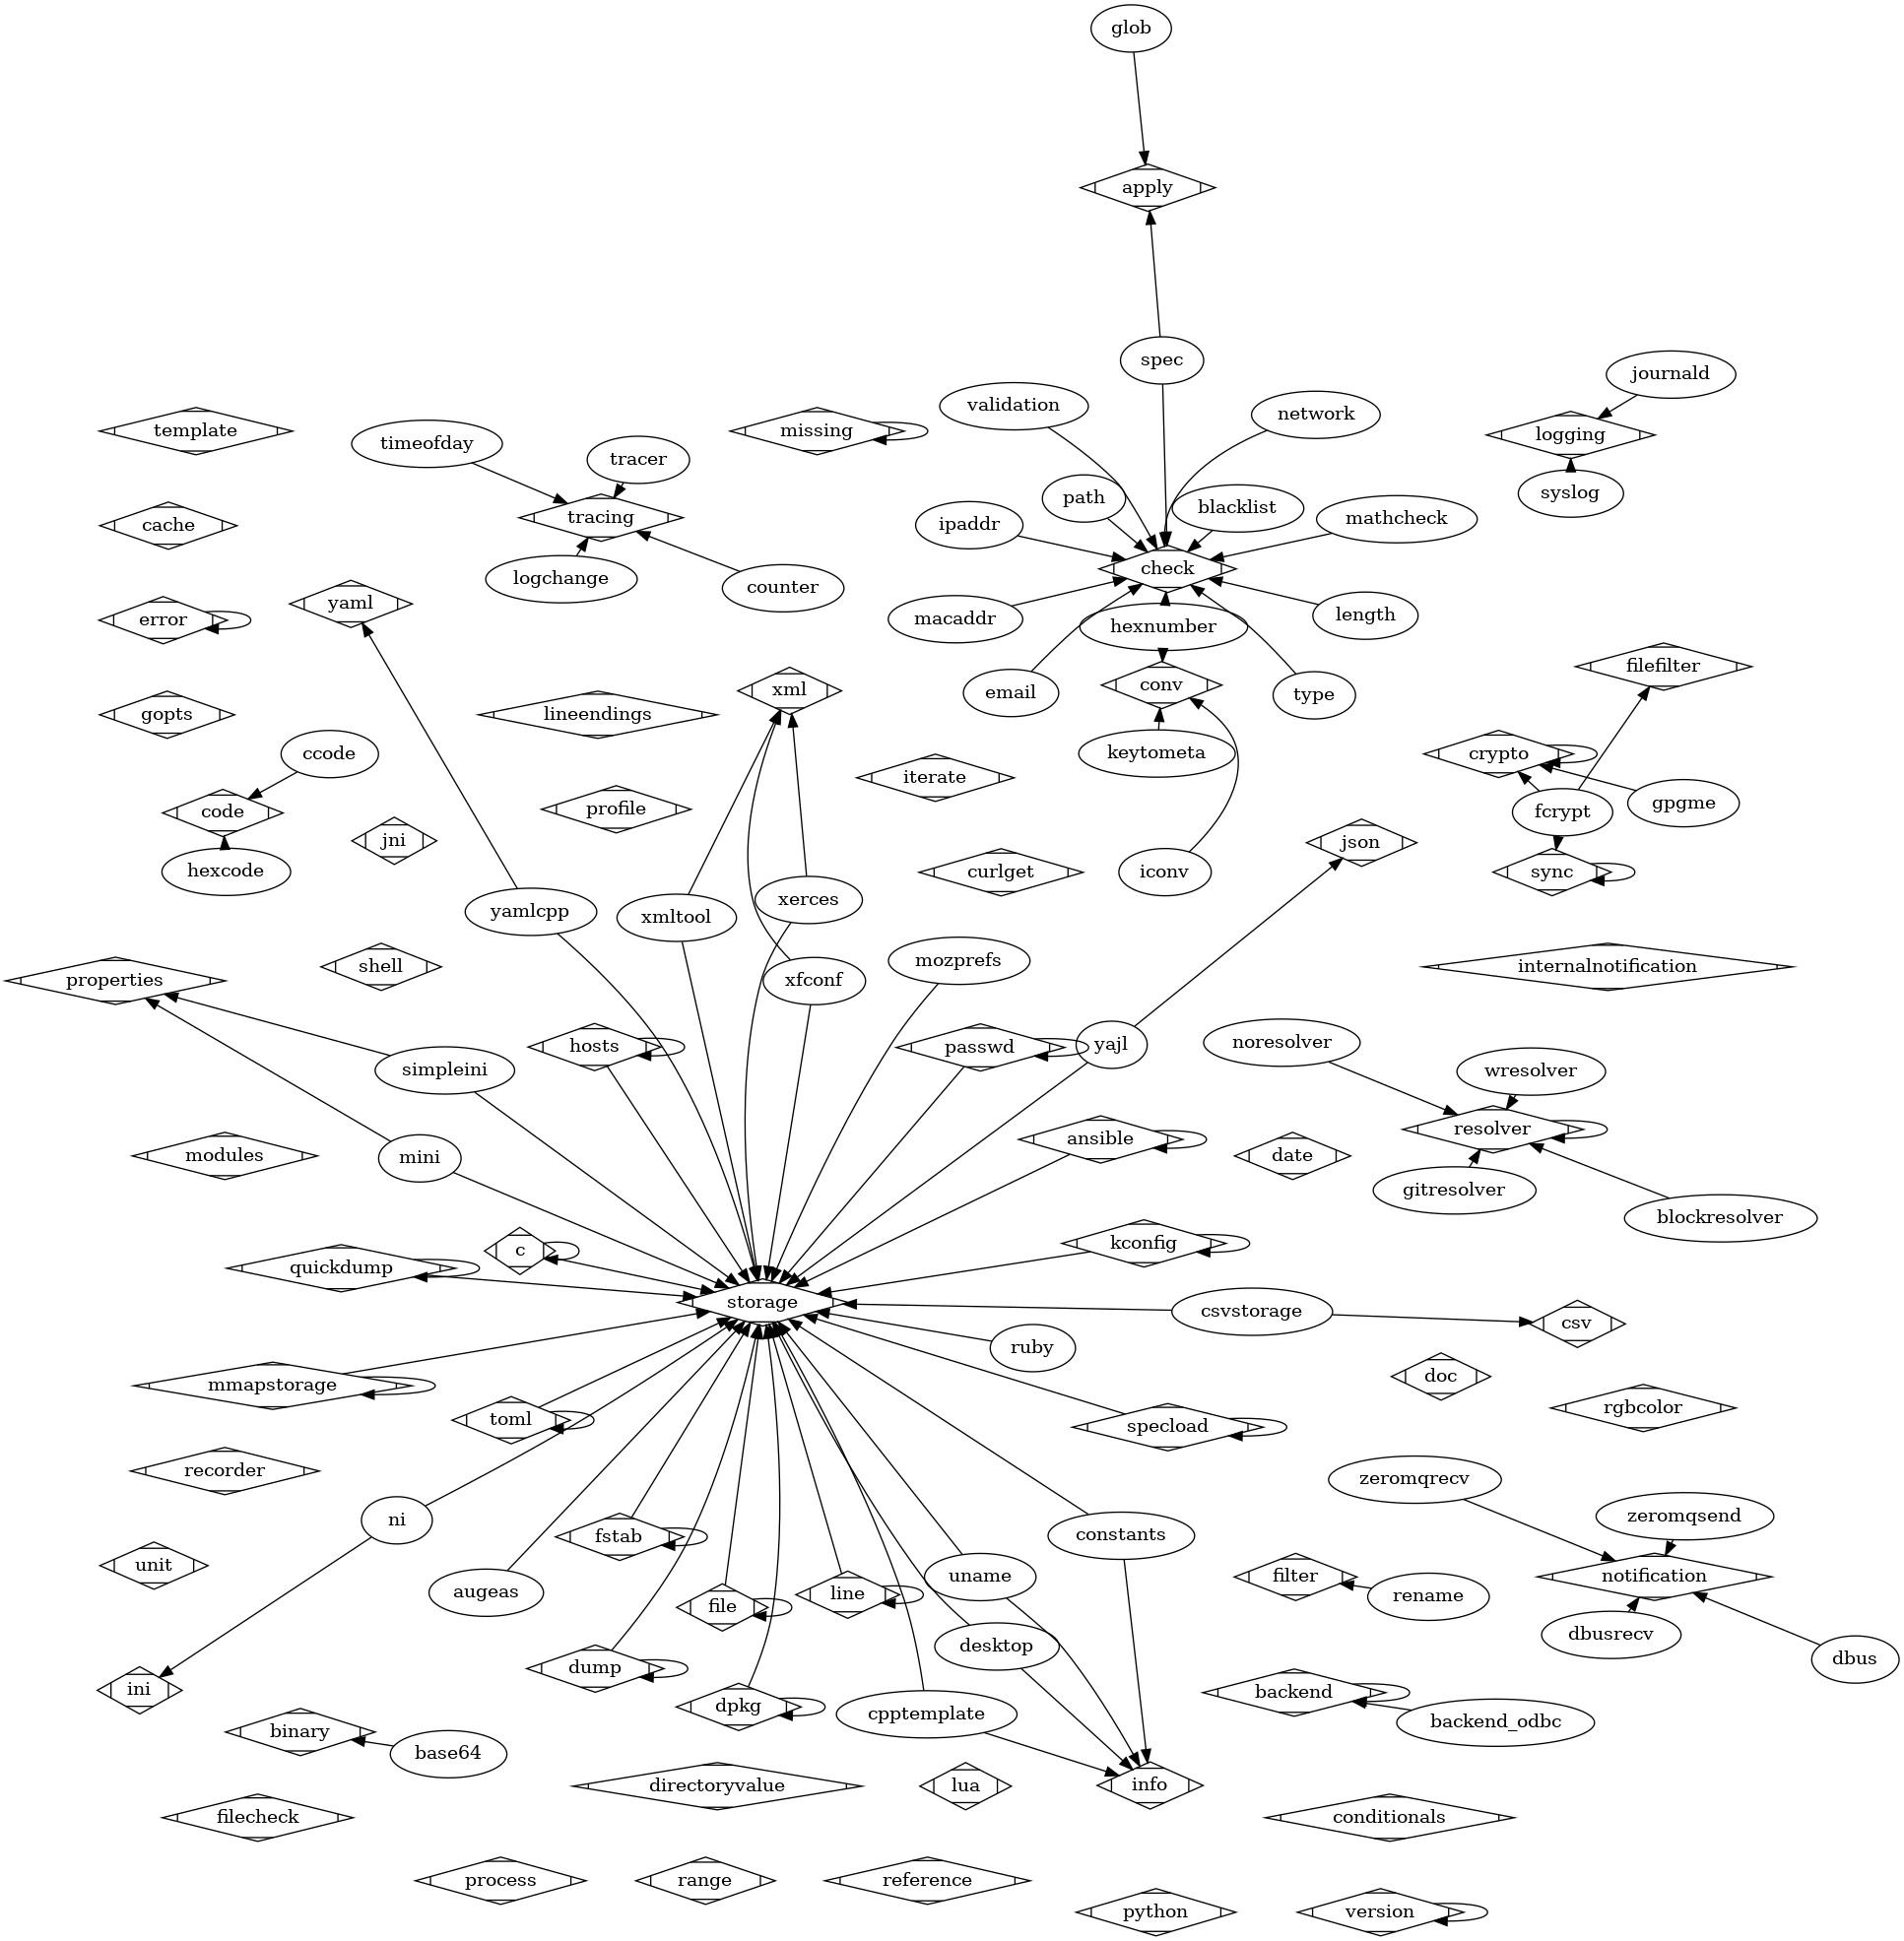 glob
apply
spec
journald
validation
network
template
missing
logging
timeofday
tracer
path
syslog
blacklist
tracing
mathcheck
cache
ipaddr
check
logchange
counter
yaml
length
error
macaddr
hexnumber
filefilter
conv
xml
email
type
gopts
lineendings
ccode
keytometa
crypto
iterate
gpgme
code
profile
fcrypt
jni
json
hexcode
curlget
iconv
sync
xerces
yamlcpp
xmltool
mozprefs
shell
internalnotification
properties
xfconf
noresolver
yajl
hosts
passwd
simpleini
wresolver
resolver
ansible
modules
mini
date
gitresolver
blockresolver
kconfig
c
quickdump
storage
csvstorage
csv
ruby
doc
mmapstorage
rgbcolor
toml
specload
recorder
zeromqrecv
zeromqsend
ni
constants
fstab
unit
uname
filter
notification
augeas
line
rename
file
dbusrecv
desktop
dbus
dump
ini
backend
dpkg
cpptemplate
backend_odbc
binary
base64
directoryvalue
lua
info
filecheck
conditionals
process
range
reference
python
version